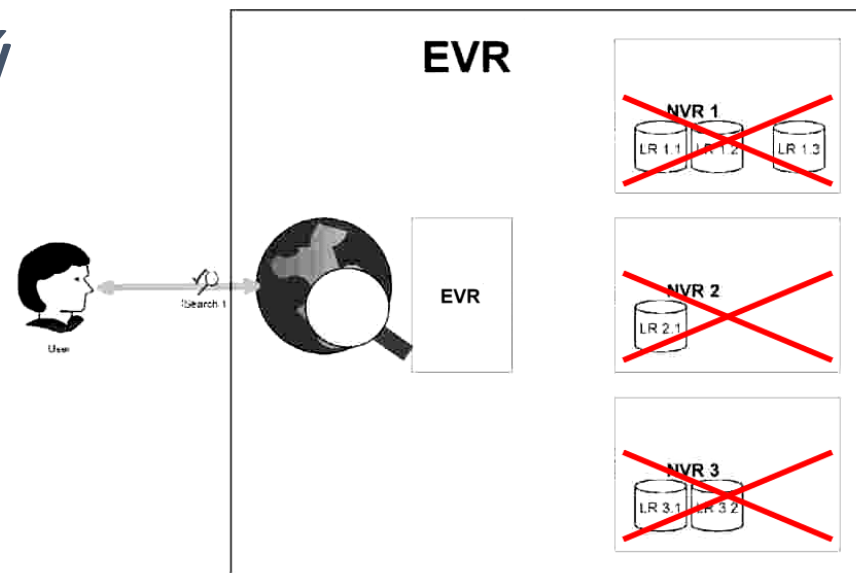 EVR
NVR 1
LR 1.1
LR 1.2
LR 1.3
Search 1
User
EVR
NVR 2
LR 2.1
NVR 3
LR 3.1
LR 3.2